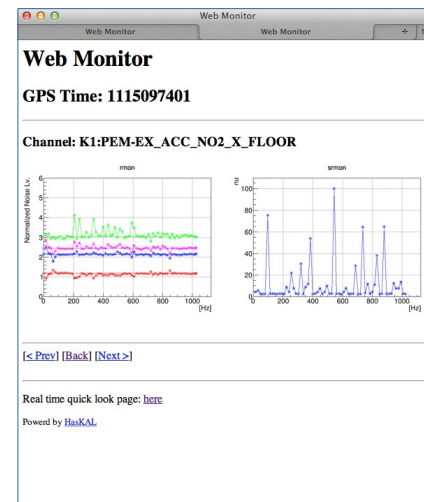 Web Monitor
Web Monitor
Web Monitor
Web Monitor
GPS Time: 1115097401
Channel: K1:PEM-EX_ACC_NO2_X_FLOOR
rmon
Normalized Noise Lv.
6
5
4
3
2
1
0
0 200 400 600 800 1000
[Hz]
srmon
nu
100
80
60
40
20
0
0 200 400 600 800 1000
[Hz]
[< Prev] [Back] [Next >]
Real time quick look page: here
Powerd by HasKAL